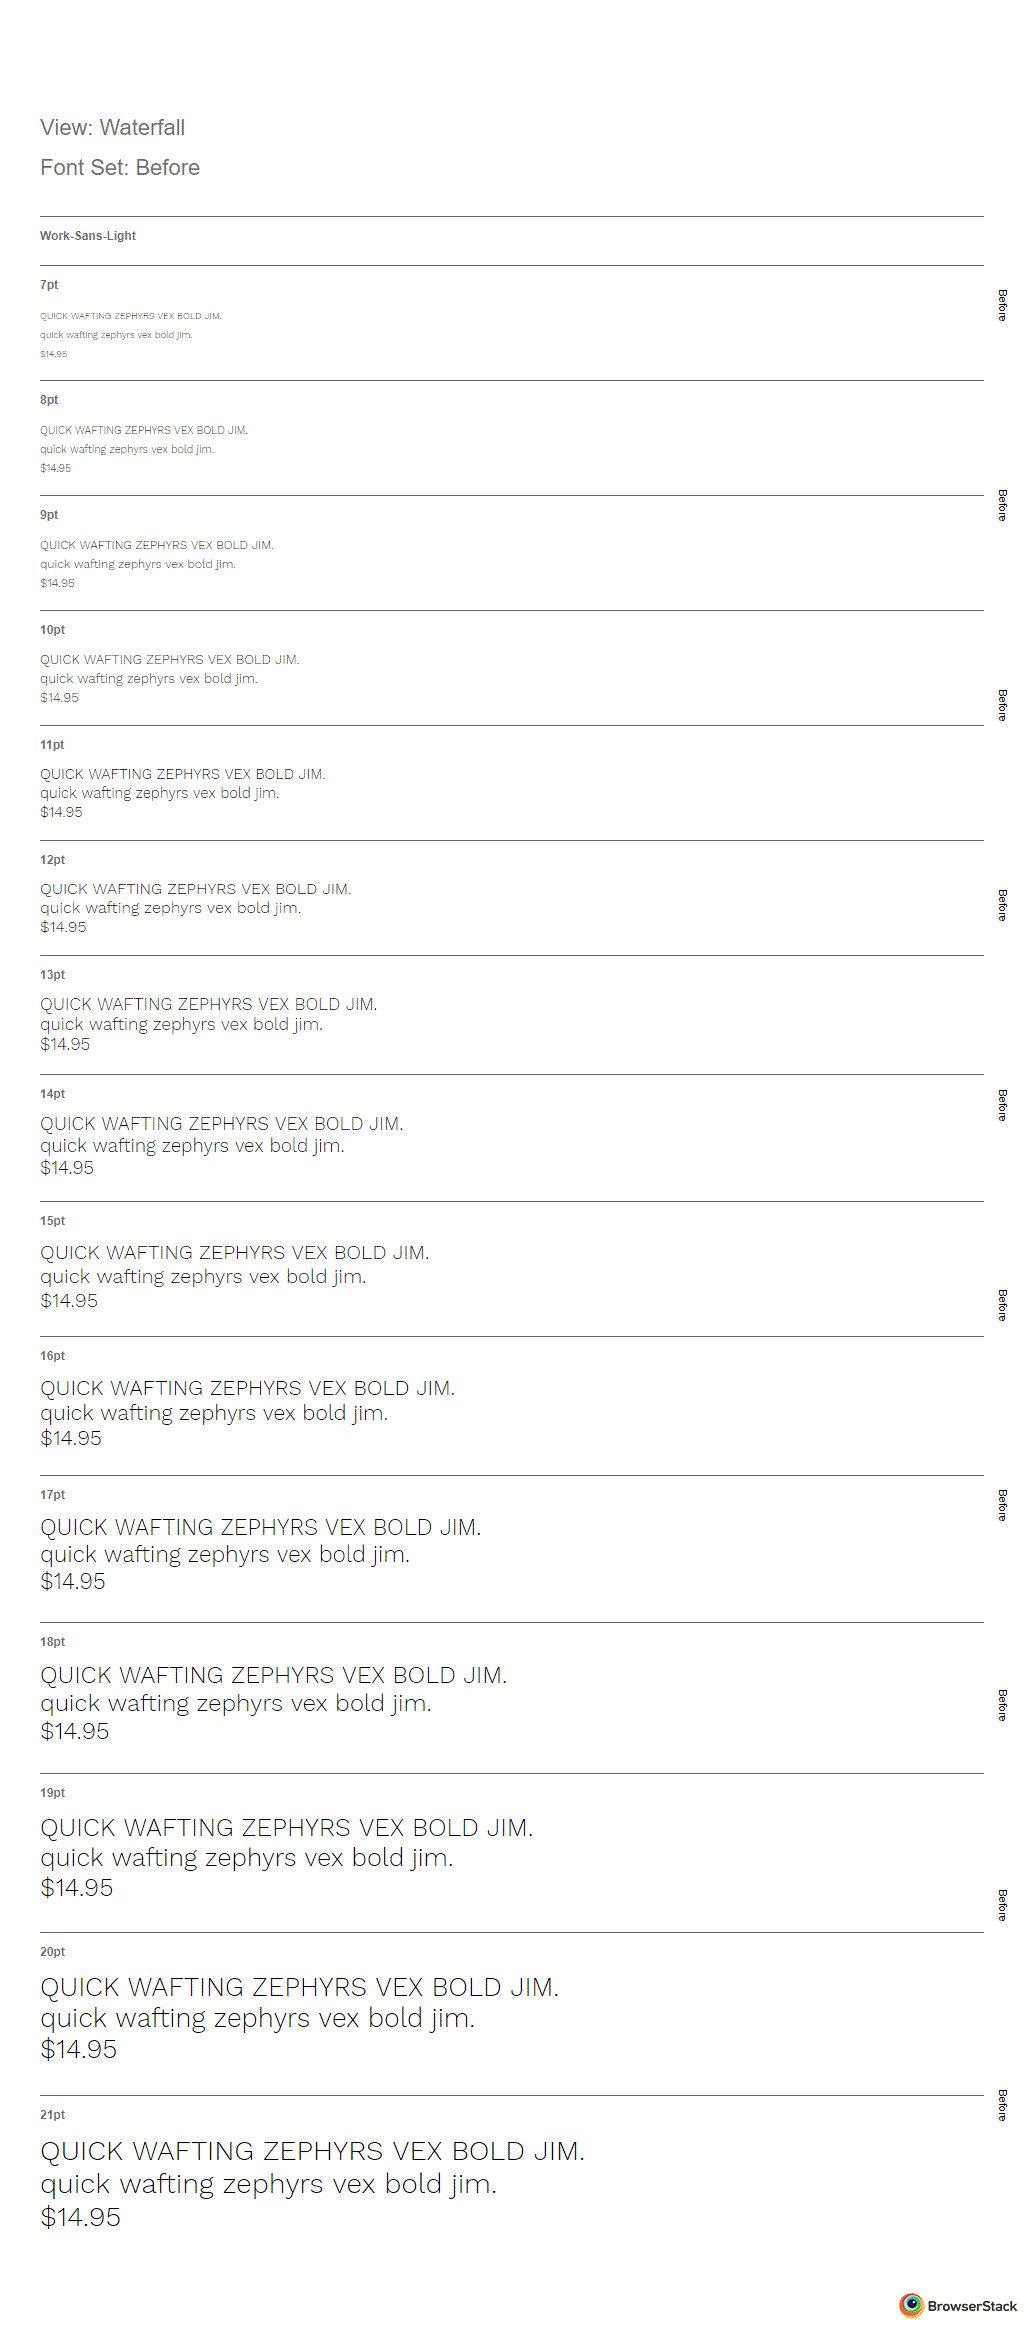 View: Waterfall
Font Set: Before
Work-Sans-Light
7pt
Before
QUICK WAFTING ZEPHYRS VEX BOLD JIM.
quick wafting zephyrs vex bold jim.
$14.95
8pt
QUICK WAFTING ZEPHYRS VEX BOLD JIM.
quick wafting zephyrs vex bold jim.
$14.95
Before
9pt
QUICK WAFTING ZEPHYRS VEX BOLD JIM.
quick wafting zephyrs vex bold jim.
$14.95
10pt
QUICK WAFTING ZEPHYRS VEX BOLD JIM.
quick wafting zephyrs vex bold jim.
$14.95
Before
11pt
QUICK WAFTING ZEPHYRS VEX BOLD JIM.
quick wafting zephyrs vex bold jim.
$14.95
12pt
QUICK WAFTING ZEPHYRS VEX BOLD JIM.
quick wafting zephyrs vex bold jim.
$14.95
Before
13pt
QUICK WAFTING ZEPHYRS VEX BOLD JIM.
quick wafting zephyrs vex bold jim.
$14.95
14pt
Before
QUICK WAFTING ZEPHYRS VEX BOLD JIM.
quick wafting zephyrs vex bold jim.
$14.95
15pt
QUICK WAFTING ZEPHYRS VEX BOLD JIM.
quick wafting zephyrs vex bold jim.
$14.95
Before
16pt
QUICK WAFTING ZEPHYRS VEX BOLD JIM.
quick wafting zephyrs vex bold jim.
$14.95
17pt
Before
QUICK WAFTING ZEPHYRS VEX BOLD JIM.
quick wafting zephyrs vex bold jim.
$14.95
18pt
QUICK WAFTING ZEPHYRS VEX BOLD JIM.
quick wafting zephyrs vex bold jim.
$14.95
Before
19pt
QUICK WAFTING ZEPHYRS VEX BOLD JIM.
quick wafting zephyrs vex bold jim.
$14.95
Before
20pt
QUICK WAFTING ZEPHYRS VEX BOLD JIM.
quick wafting zephyrs vex bold jim.
$14.95
Before
21pt
QUICK WAFTING ZEPHYRS VEX BOLD JIM.
quick wafting zephyrs vex bold jim.
$14.95
BrowserStack